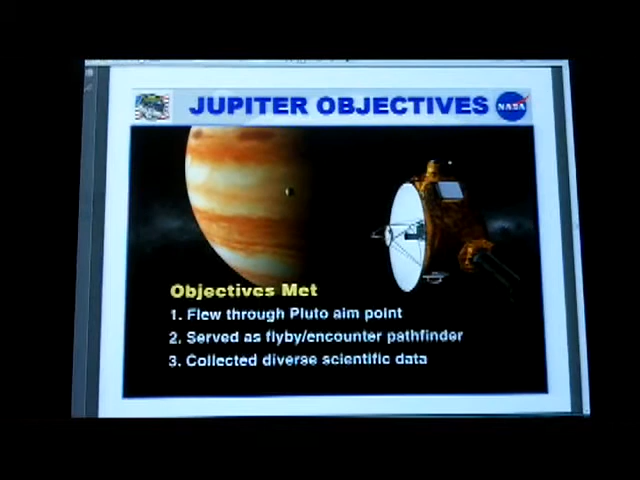 JUPITER OBJECTIVES
NASA
Objectives Met
1. Flew through Pluto aim point
2. Served as flyby/encounter pathfinder
3. Collected diverse scientific data